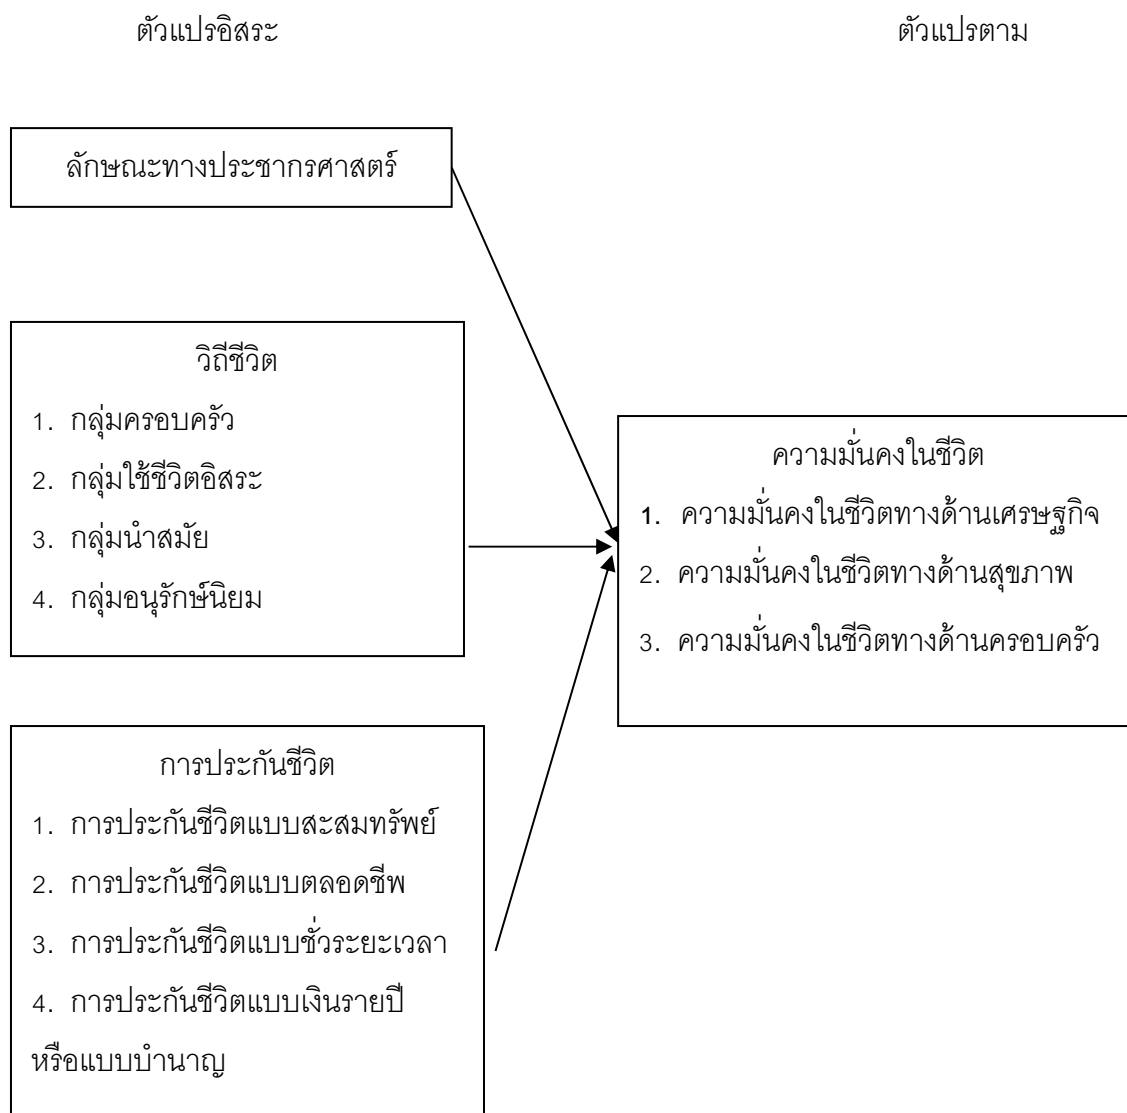 ตัวแปรอิสระ
ตัวแปรตาม
ลักษณะทางประชากรศาสตร์
วิถีชีวิต
1. กลุ่มครอบครัว
2. กลุ่มใช้ชีวิตอิสระ
3. กลุ่มนำสมัย
4. กลุ่มอนุรักษ์นิยม
ความมั่นคงในชีวิต
1. ความมั่นคงในชีวิตทางด้านเศรษฐกิจ
2. ความมั่นคงในชีวิตทางด้านสุขภาพ
3. ความมั่นคงในชีวิตทางด้านครอบครัว
การประกันชีวิต
1. การประกันชีวิตแบบสะสมทรัพย์
2. การประกันชีวิตแบบตลอดชีพ
3. การประกันชีวิตแบบชั่วระยะเวลา
4. การประกันชีวิตแบบเงินรายปี
หรือแบบบำนาญ